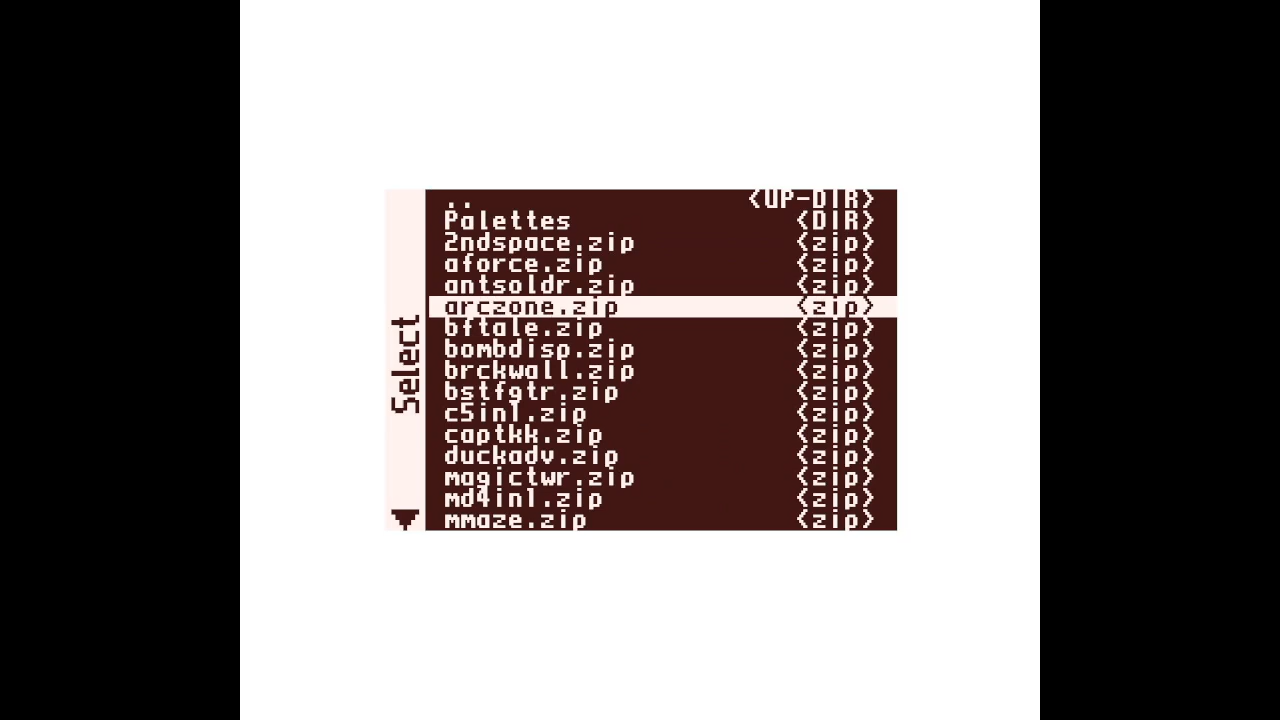 Select
.. <UP-DIR>
Palettes <DIR>
2ndspace.zip <zip>
aforce.zip <zip>
antsoldr.zip <zip>
arczone.zip <zip>
bftale.zip <zip>
bombdisp.zip <zip>
brckwall.zip <zip>
bstfgtr.zip <zip>
c5in1.zip <zip>
captkk.zip <zip>
duckadv.zip <zip>
magictwr.zip <zip>
md4in1.zip <zip>
mmaze.zip <zip>